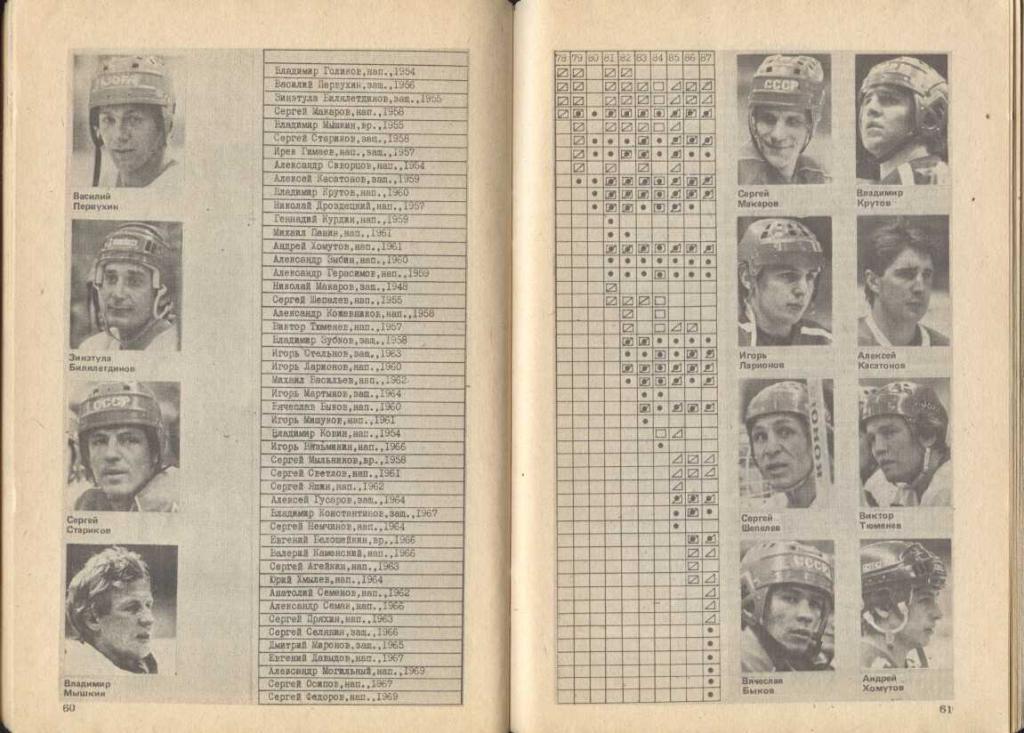 Владимир Голиков,нап.,1954
Василий Первухин,защ.,1956
Зинэтула Билялетдинов,защ.,1955
Сергей Макаров,нап.,1958
Владимир Мышкин,вр.,1955
Сергей Стариков,защ.,1958
Ирек Гимаев,нап.,защ.,1957
Александр Скворцов,нап.,1954
Алексей Касатонов,защ.,1959
Владимир Крутов,нап.,1960
Николай Дроздецкий,нап.,1957
Геннадий Курдин,нап.,1959
Михаил Панин,нап.,1961
Андрей Хомутов,нап.,1961
Александр Зыбин,нап.,1960
Александр Герасимов,нап.,1959
Николай Макаров,защ.,1948
Сергей Шепелев,нап.,1955
Александр Кожевников,нап.,1958
Виктор Тюменев,нап.,1957
Владимир Зубков,защ.,1958
Игорь Стельнов,защ.,1963
Игорь Ларионов,нап.,1960
Михаил Васильев,нап.,1962
Игорь Мартынов,защ.,1964
Вячеслав Быков,нап.,1960
Игорь Мишуков,нап.,1961
Владимир Ковин,нап.,1954
Игорь Вязьмикин,нап.,1966
Сергей Мыльников,вр.,1958
Сергей Светлов,нап.,1961
Сергей Яшин,нап.,1962
Алексей Гусаров,защ.,1964
Владимир Константинов,защ.,1967
Сергей Немчинов,нап.,1964
Евгений Белошейкин,вр.,1966
Валерий Каменский,нап.,1966
Сергей Агейкин,нап.,1963
Юрий Хмылев,нап.,1964
Анатолий Семенов,нап.,1962
Александр Семак,нап.,1966
Сергей Пряхин,нап.,1963
Сергей Селянин,защ.,1966
Дмитрий Миронов,защ.,1965
Евгений Давыдов,нап.,1967
Александр Могильный,нап.,1969
Сергей Осипов,нап.,1967
Сергей Федоров,нап.,1969
Василий
Первухин
Зинэтула
Билялетдинов
СССР
Сергей
Стариков
Владимир
Мышкин
60
78 79 80 81 82 83 84 85 86 87
СССР
Сергей
Макаров
Владимир
Крутов
Игорь
Ларионов
Алексей
Касатонов
Сергей
Шепелев
Виктор
Тюменев
СССР
Вячеслав
Быков
Андрей
Хомутов
61